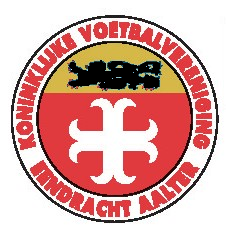 KONINKLIJKE VOETBALVERENIGING
EENDRACHT AALTER